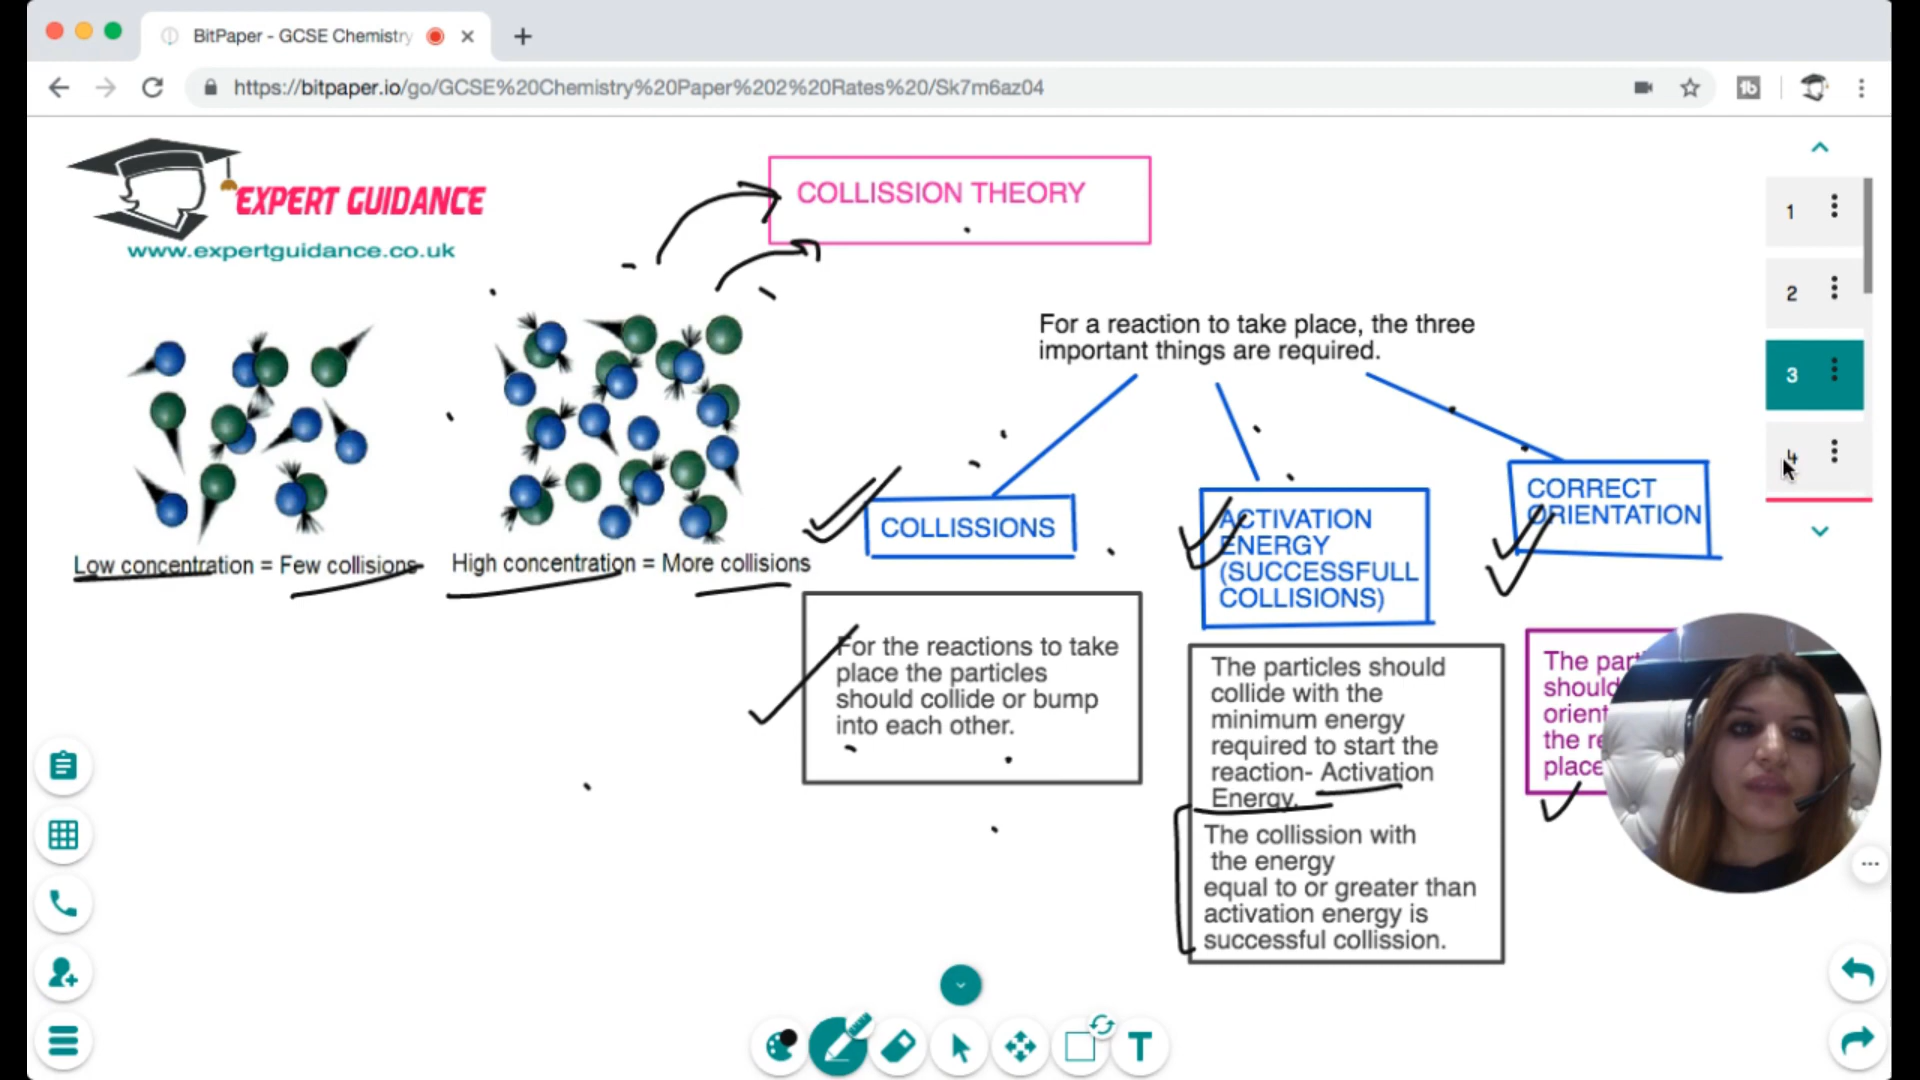 BitPaper - GCSE Chemistry
https://bitpaper.io/go/GCSE%20Chemistry%20Paper%202%20Rates%20/Sk7m6az04
EXPERT GUIDANCE
www.expertguidance.co.uk
COLLISSION THEORY
For a reaction to take place, the three
important things are required.
Low concentration = Few collisions
High concentration = More collisions
COLLISSIONS
For the reactions to take
place the particles
should collide or bump
into each other.
ACTIVATION
ENERGY
(SUCCESSFULL
COLLISIONS)
The particles should
collide with the
minimum energy
required to start the
reaction- Activation
Energy.
The collission with
the energy
equal to or greater than
activation energy is
successful collission.
CORRECT
ORIENTATION
The
should
the
place
1
2
3
4
T